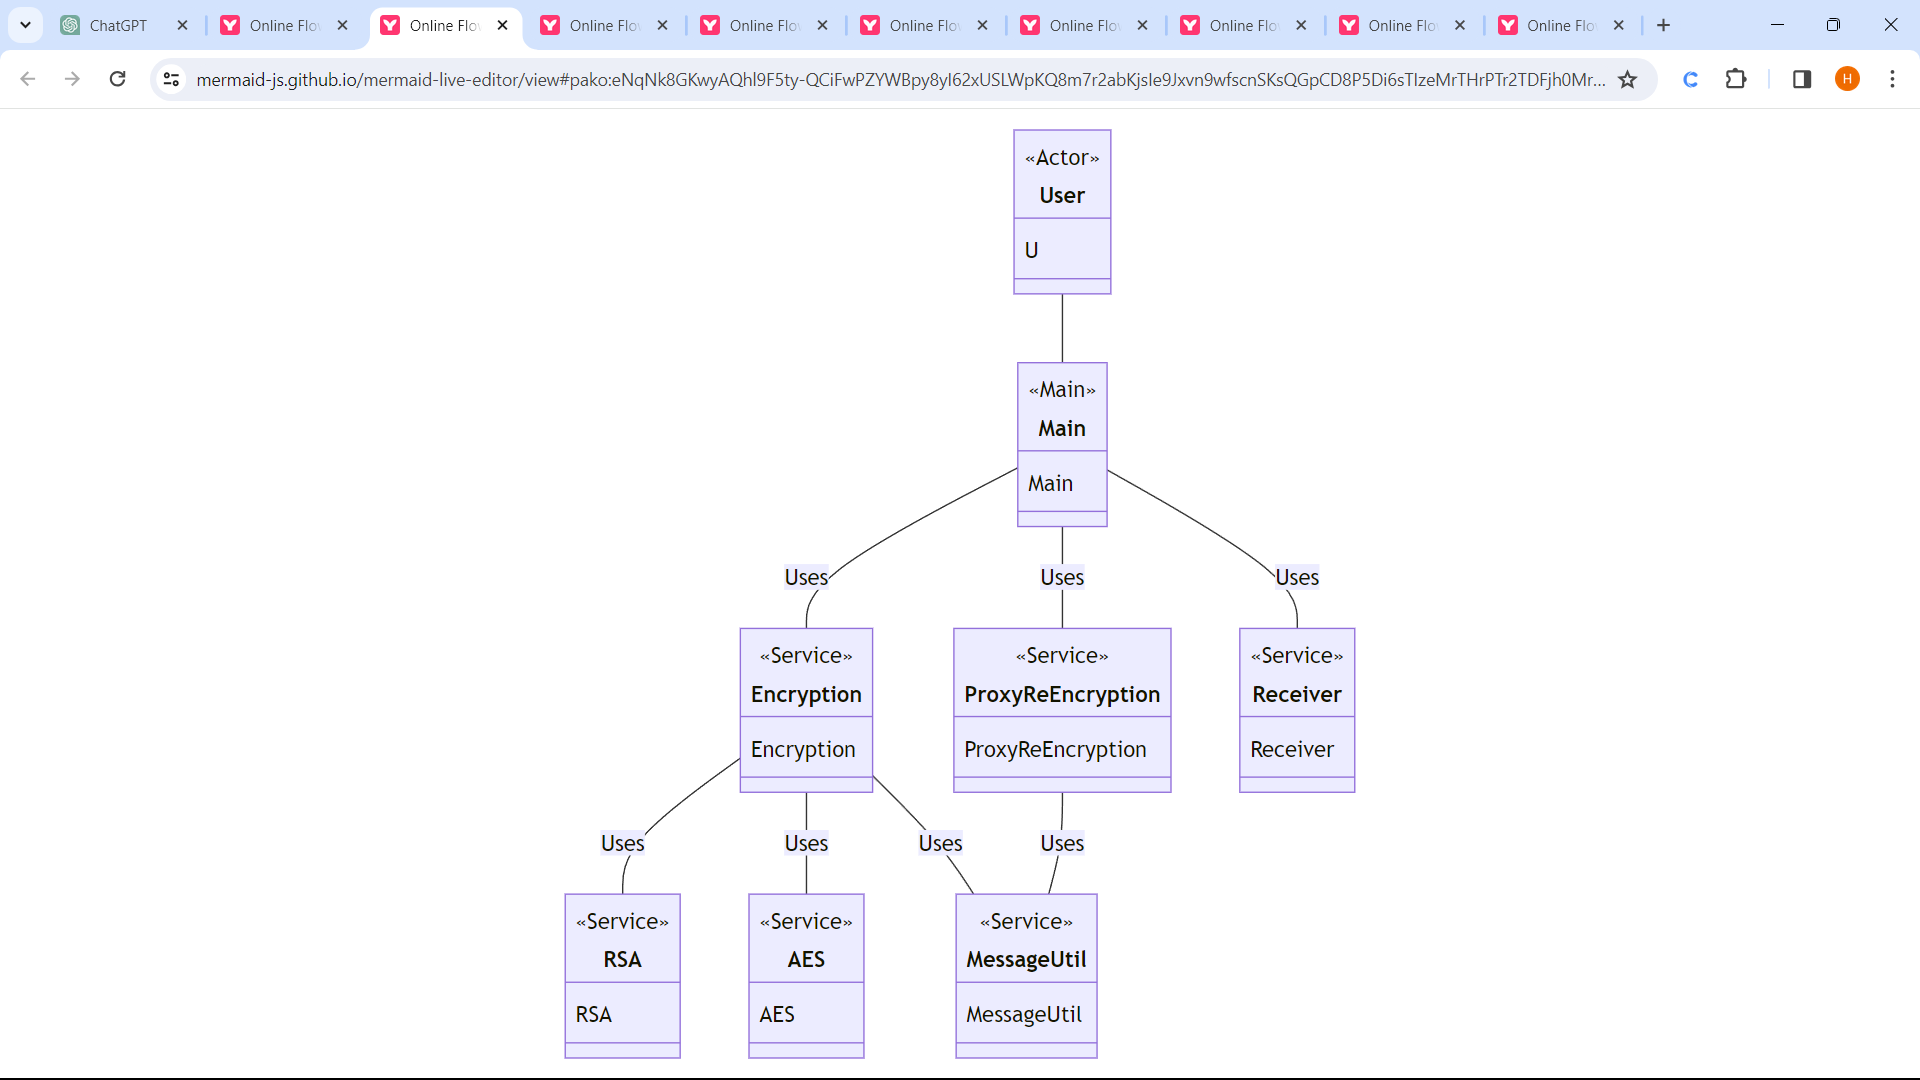 ChatGPT
Online Flo
Online Flo
Online Flo
Online Flo
Online Flo
Online Flo
Online Flo
Online Flo
Online Flo
mermaid-js.github.io/mermaid-live-editor/view#pako:eNqNk8GKwyAQhl9F5ty-QCiFwPZYWBpy8yI62xUSLWpKQ8m7r2abKjsIe9Jxvn9wfscnSKsQGpCD8P5Di6sTIzeMrTHrPTr2TDFjh0Mr...
H
«Actor»
User
U
«Main»
Main
Main
Uses
Uses
Uses
«Service»
Encryption
Encryption
«Service»
ProxyReEncryption
ProxyReEncryption
«Service»
Receiver
Receiver
Uses
Uses
Uses
Uses
«Service»
RSA
RSA
«Service»
AES
AES
«Service»
MessageUtil
MessageUtil